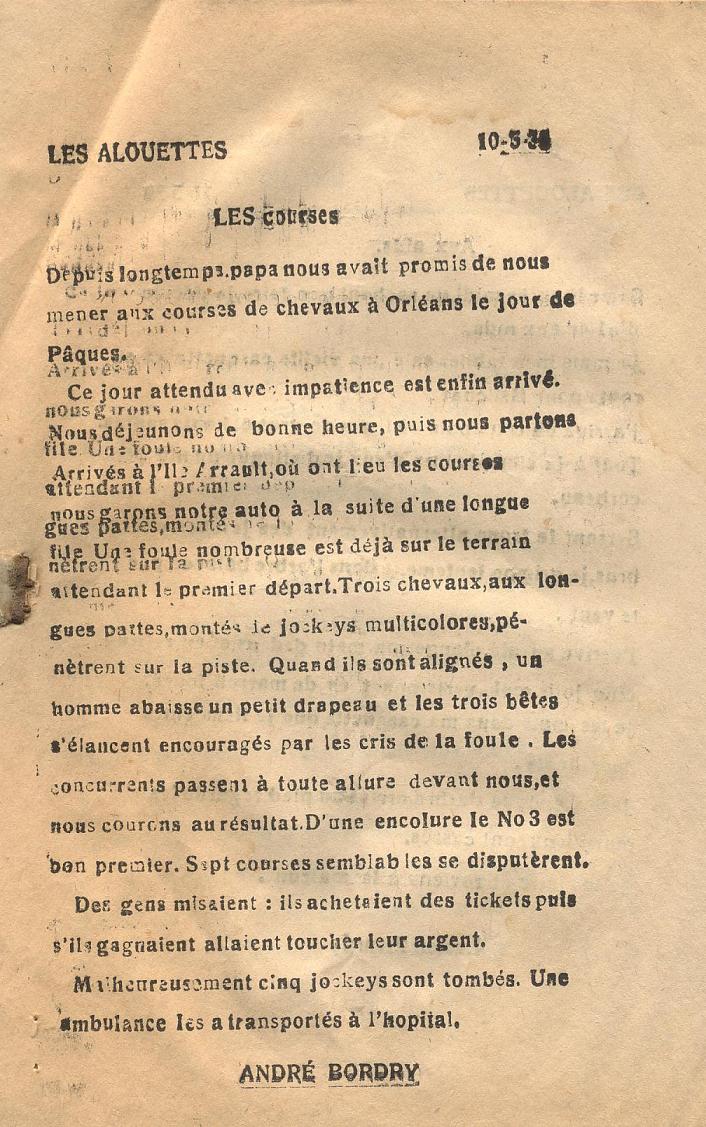 LES ALOUETTES 10-5-34
LES courses
Depuis longtemps.papa nous avait promis de nous
mener aux courses de chevaux à Orléans le jour de
Pâques.
Ce jour attendu avec impatience est enfin arrivé.
Nous déjeunons de bonne heure, puis nous partons
Arrivés à l'Ile Arrault,où ont lieu les courses
nous garons notre auto à la suite d'une longue
file Une foule nombreuse est déjà sur le terrain
attendant le premier départ.Trois chevaux,aux lon-
gues pattes,montés de jockeys multicolores,pé-
nètrent sur la piste. Quand ils sont alignés , un
homme abaisse un petit drapeau et les trois bêtes
s'élancent encouragés par les cris de la foule . Les
concurrents passent à toute allure devant nous,et
nous courons au résultat.D'une encolure le No 3 est
bon premier. Sept courses semblables se disputèrent.
Des gens misaient : ils achetaient des tickets puis
s'ils gagnaient allaient toucher leur argent.
Malheureusement cinq jockeys sont tombés. Une
ambulance les a transportés à l'hopital.
ANDRÉ BORDRY